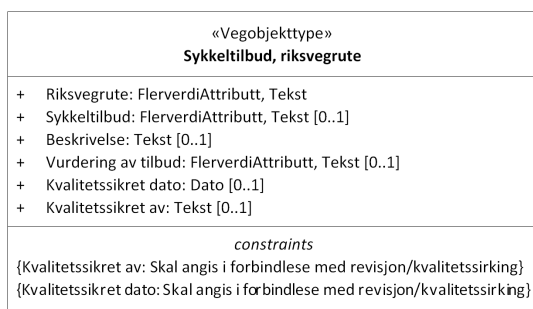 «Vegobjekttype»
Sykkeltilbud, riksvegrute
+ Riksvegrute: FlerverdiAttributt, Tekst
+ Sykkeltilbud: FlerverdiAttributt, Tekst [0..1]
+ Beskrivelse: Tekst [0..1]
+ Vurdering av tilbud: FlerverdiAttributt, Tekst [0..1]
+ Kvalitetssikret dato: Dato [0..1]
+ Kvalitetssikret av: Tekst [0..1]
constraints
{Kvalitetssikret av: Skal angis i forbindlese med revisjon/kvalitetssirking}
{Kvalitetssikret dato: Skal angis i forbindlese med revisjon/kvalitetssirking}